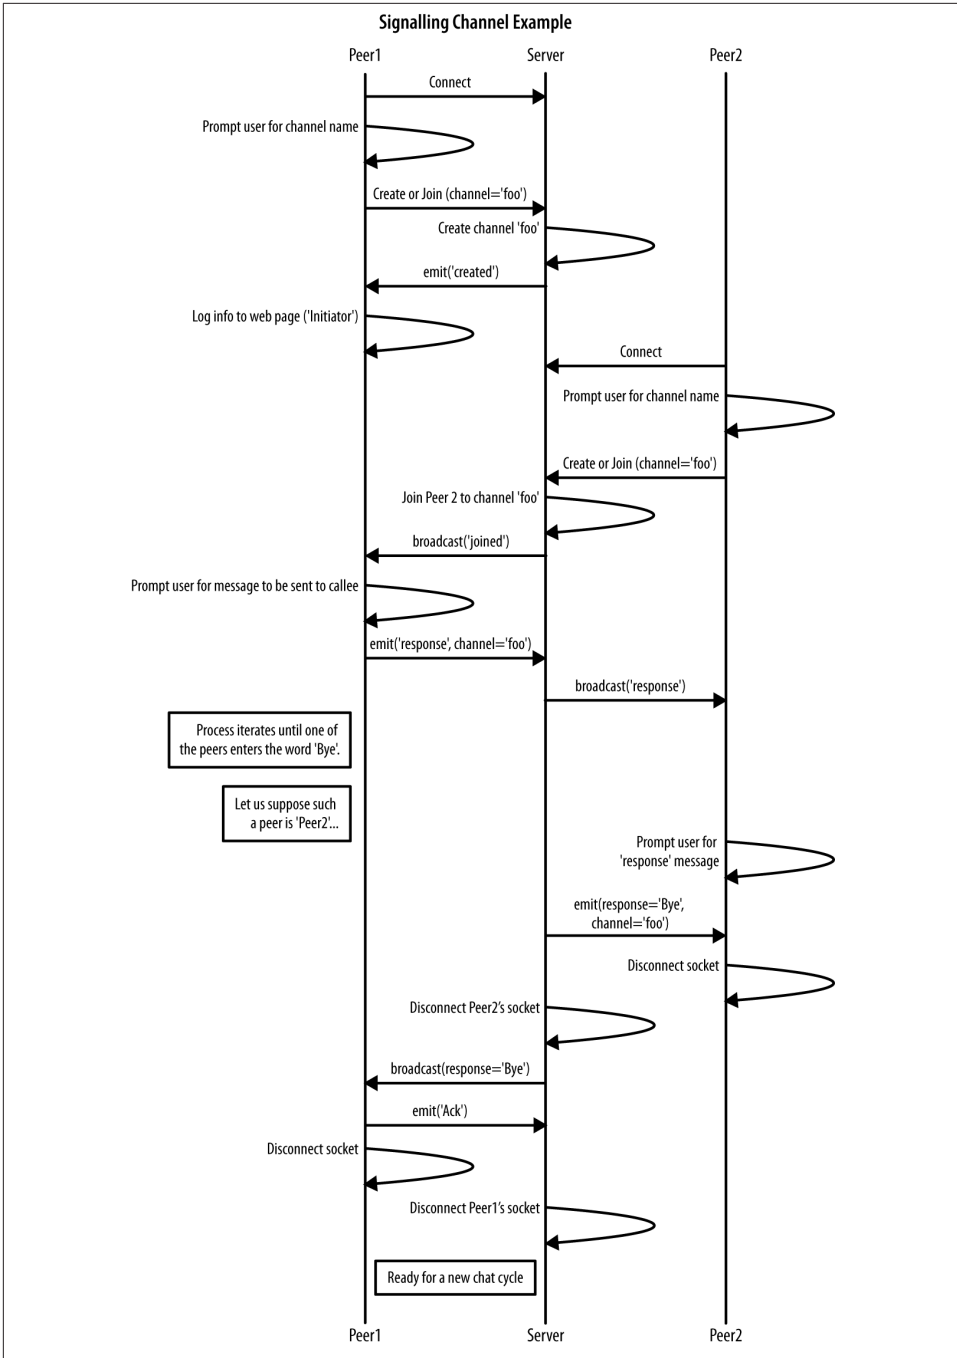 Signalling Channel Example
Peer1 Server Peer2
Connect
Prompt user for channel name
Create or Join (channel='foo')
Create channel 'foo'
emit('created')
Log info to web page ('Initiator')
Connect
Prompt user for channel name
Create or Join (channel='foo')
Join Peer 2 to channel 'foo'
broadcast('joined')
Prompt user for message to be sent to callee
emit('response', channel='foo')
broadcast('response')
Process iterates until one of
the peers enters the word 'Bye'.
Let us suppose such
a peer is 'Peer2'...
Prompt user for
'response' message
emit(response='Bye',
channel='foo')
Disconnect socket
Disconnect Peer2's socket
broadcast(response='Bye')
emit('Ack')
Disconnect socket
Disconnect Peer1's socket
Ready for a new chat cycle
Peer1 Server Peer2